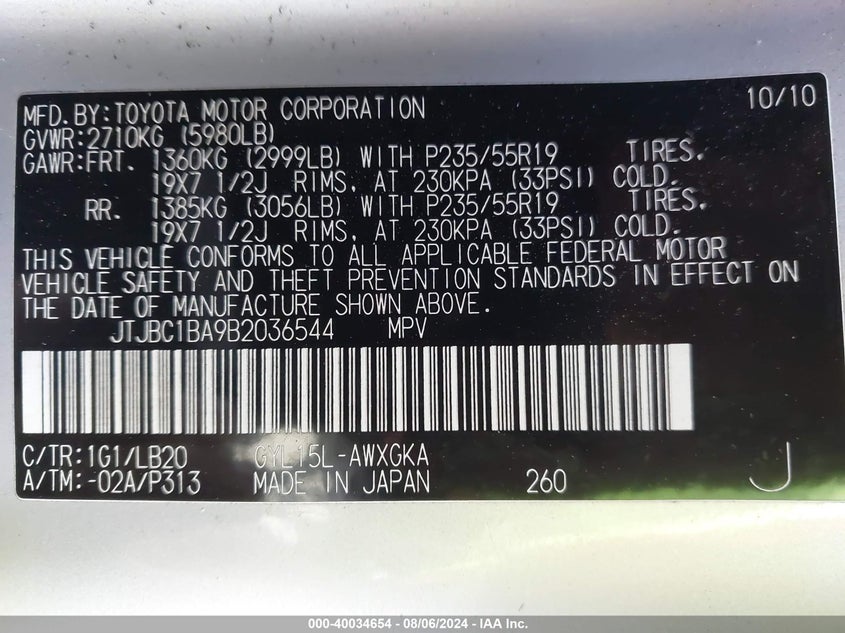 MFD.BY:TOYOTA MOTOR CORPORATION 10/10
GVWR:2710KG (5980LB)
GAWR:FRT. 1360KG (2999LB) WITH P235/55R19 TIRES.
19X7 1/2J RIMS, AT 230KPA (33PSI) COLD.
RR. 1385KG (3056LB) WITH P235/55R19 TIRES.
19X7 1/2J RIMS, AT 230KPA (33PSI) COLD.
THIS VEHICLE CONFORMS TO ALL APPLICABLE FEDERAL MOTOR
VEHICLE SAFETY AND THEFT PREVENTION STANDARDS IN EFFECT ON
THE DATE OF MANUFACTURE SHOWN ABOVE.
JTJBC1BA9B2036544 MPV
C/TR:1G1/LB20 GYL15L-AWXGKA
A/TM:-02A/P313 MADE IN JAPAN 260 J
000-40034654 - 08/06/2024 - IAA Inc.